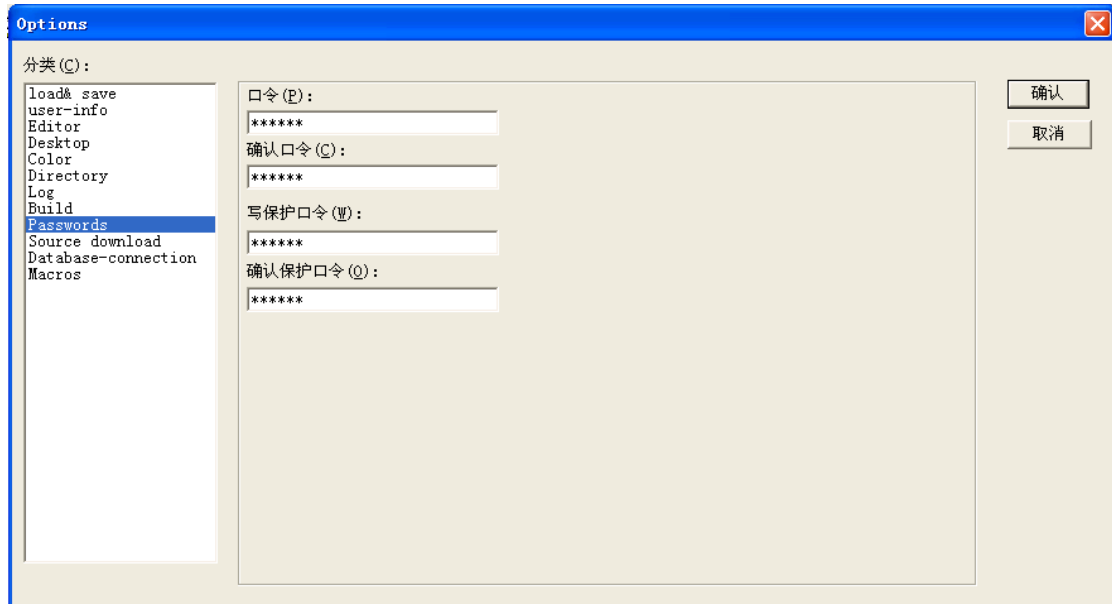 Options
分类(C):
load& save
user-info
Editor
Desktop
Color
Directory
Log
Build
Passwords
Source download
Database-connection
Macros
口令(P):
******
确认口令(C):
******
写保护口令(W):
******
确认保护口令(O):
******
确认
取消